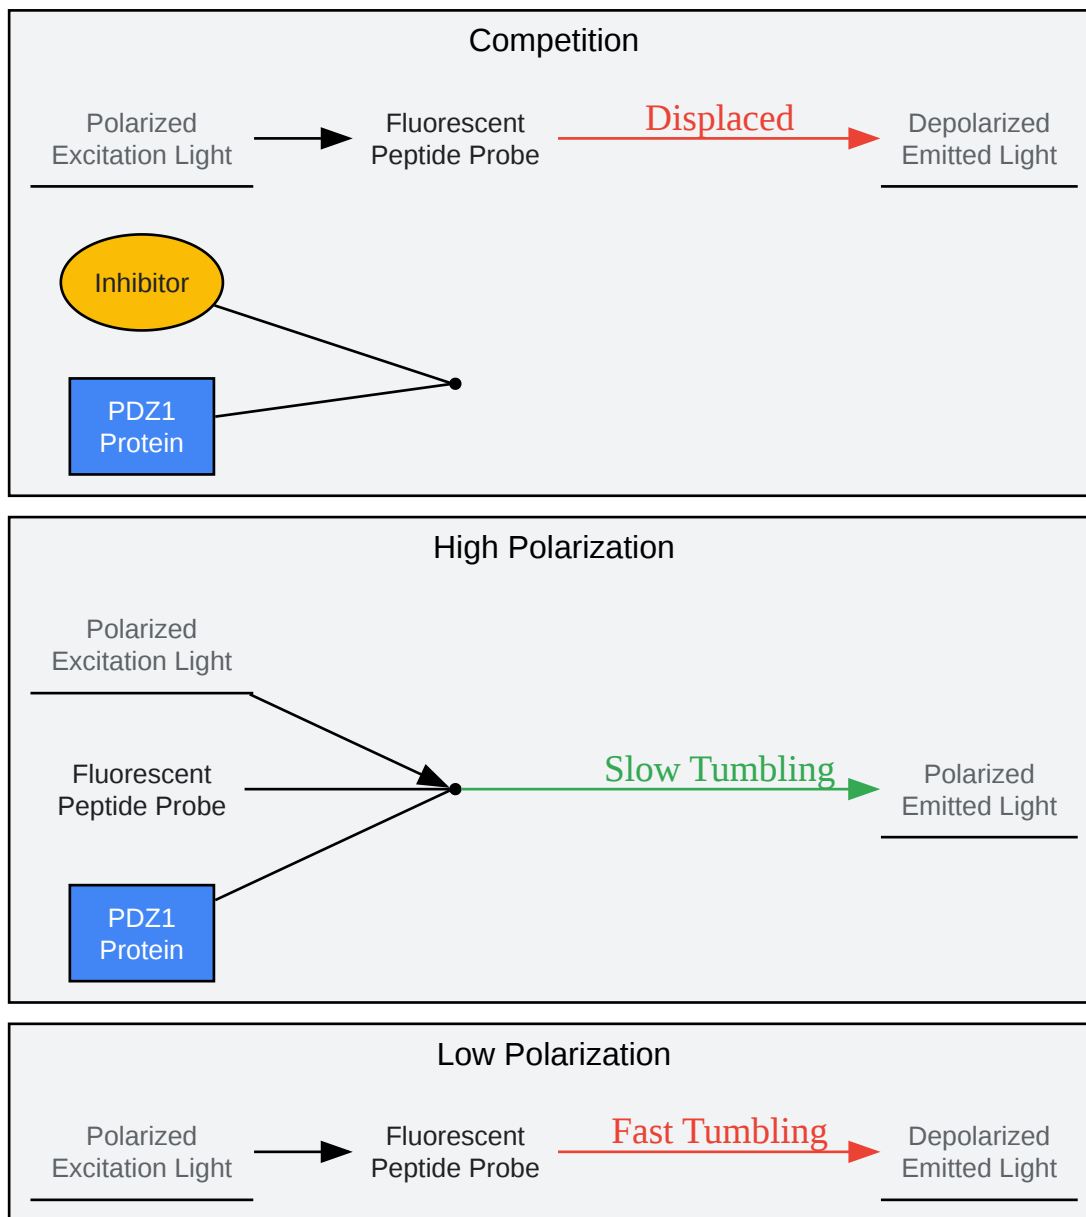 Competition
Polarized
Excitation Light
Fluorescent
Peptide Probe
Displaced
Depolarized
Emitted Light
Inhibitor
PDZ1
Protein
High Polarization
Polarized
Excitation Light
Fluorescent
Peptide Probe
Slow Tumbling
Polarized
Emitted Light
PDZ1
Protein
Low Polarization
Polarized
Excitation Light
Fluorescent
Peptide Probe
Fast Tumbling
Depolarized
Emitted Light